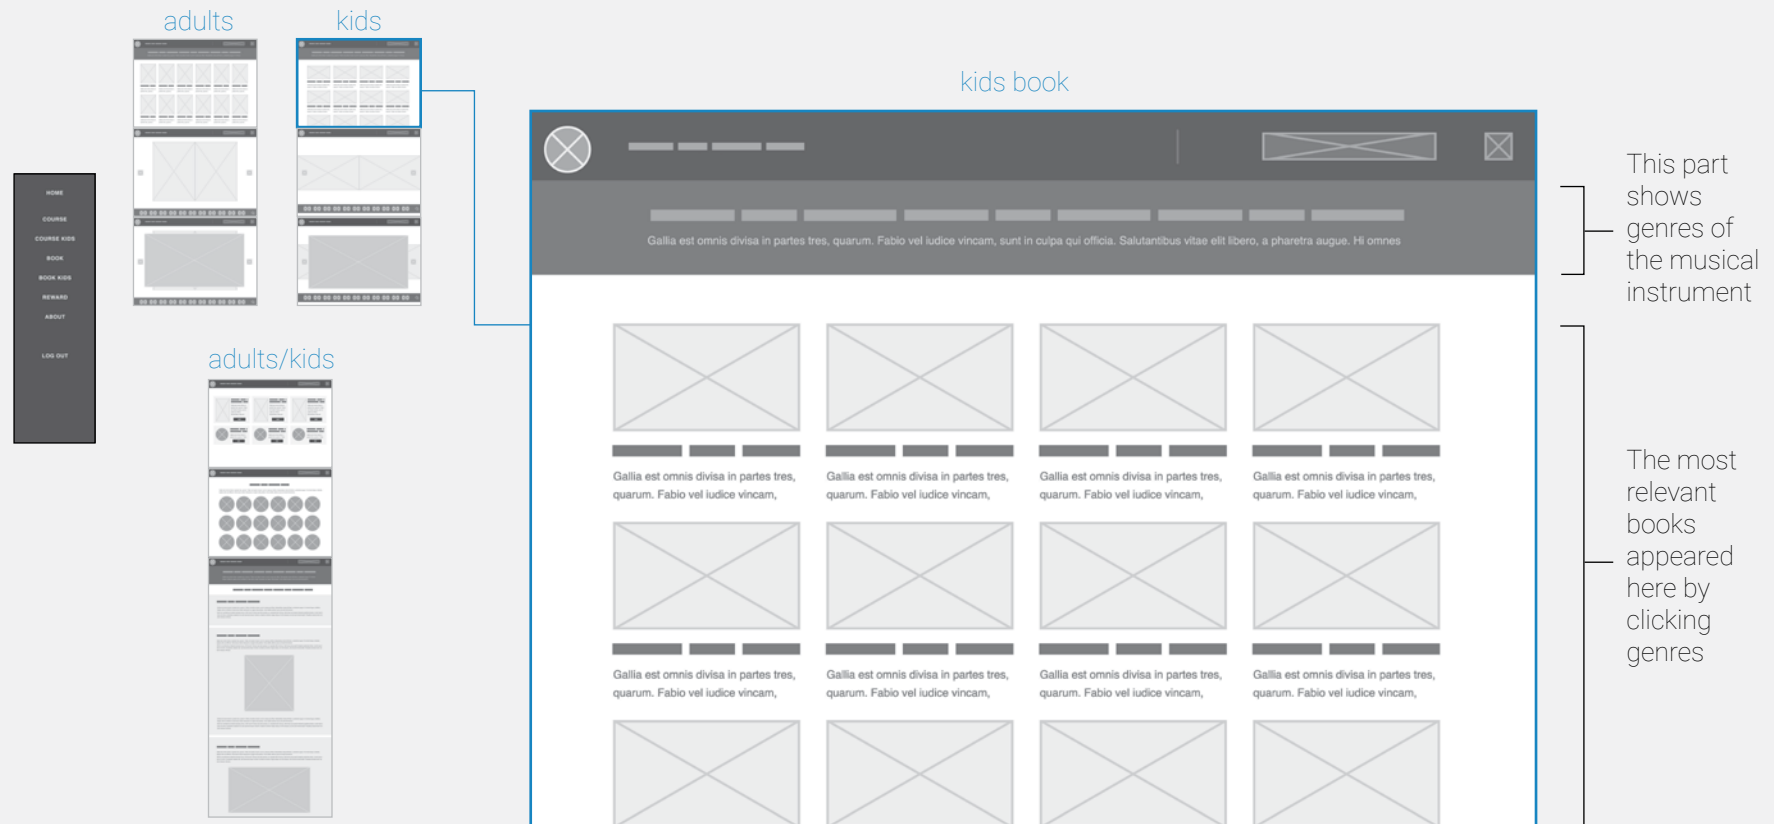 adults
kids
HOME
COURSE
COURSE KIDS
BOOK
BOOK KIDS
REWARD
ABOUT
LOG OUT
adults/kids
kids book
Gallia est omnis divisa in partes tres, quarum. Fabio vel iudice vincam, sunt in culpa qui officia. Salutantibus vitae elit libero, a pharetra augue. Hi omnes
Gallia est omnis divisa in partes tres,
quarum. Fabio vel iudice vincam,
Gallia est omnis divisa in partes tres,
quarum. Fabio vel iudice vincam,
Gallia est omnis divisa in partes tres,
quarum. Fabio vel iudice vincam,
Gallia est omnis divisa in partes tres,
quarum. Fabio vel iudice vincam,
Gallia est omnis divisa in partes tres,
quarum. Fabio vel iudice vincam,
Gallia est omnis divisa in partes tres,
quarum. Fabio vel iudice vincam,
Gallia est omnis divisa in partes tres,
quarum. Fabio vel iudice vincam,
Gallia est omnis divisa in partes tres,
quarum. Fabio vel iudice vincam,
This part
shows
genres of
the musical
instrument
The most
relevant
books
appeared
here by
clicking
genres